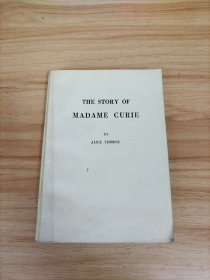 THE STORY OF
MADAME CURIE
BY
ALICE THORNE